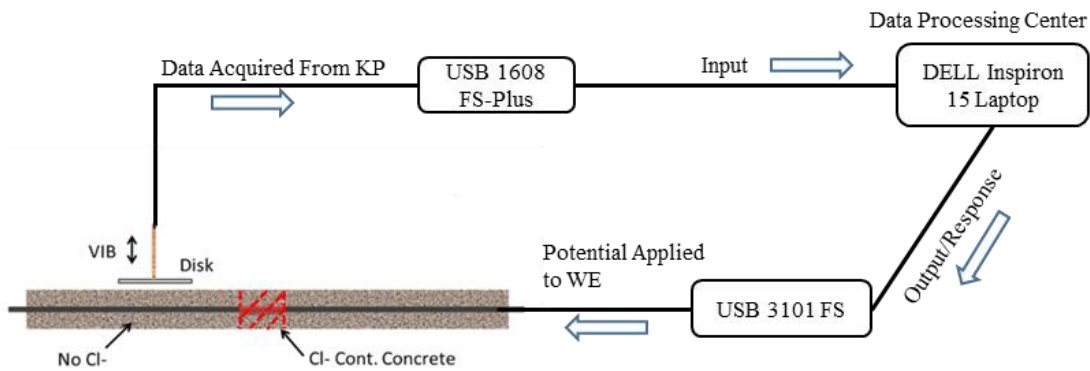 Data Processing Center
Data Acquired From KP
USB 1608
FS-Plus
Input
DELL Inspiron
15 Laptop
Output/Response
VIB
Disk
Potential Applied
to WE
USB 3101 FS
No Cl-
Cl- Cont. Concrete